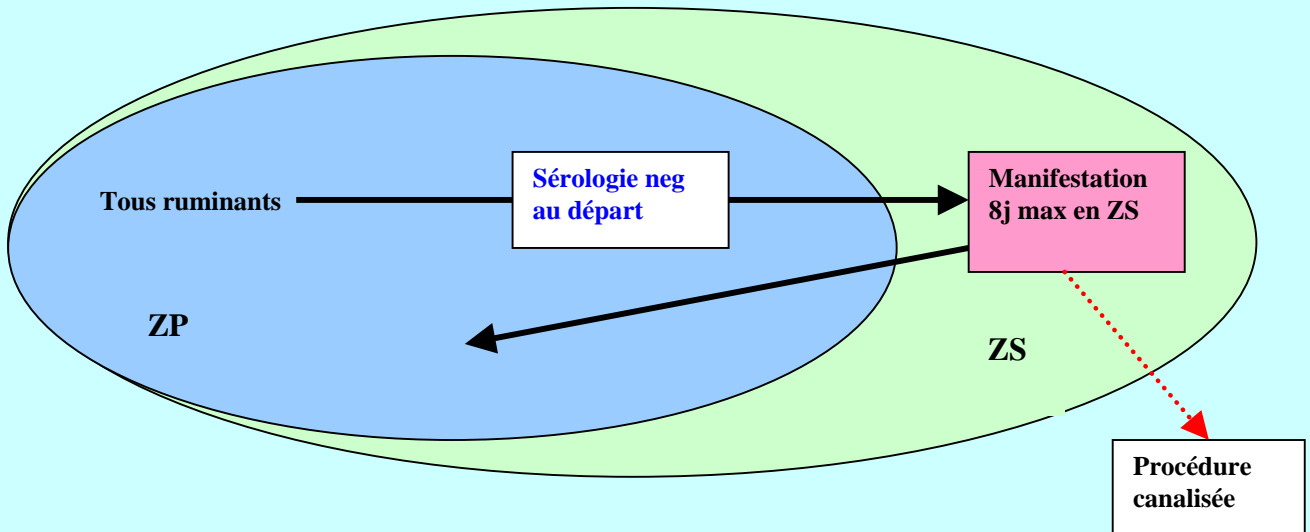 Tous ruminants
Sérologie neg
au départ
Manifestation
8j max en ZS
ZP
ZS
Procédure
canalisée